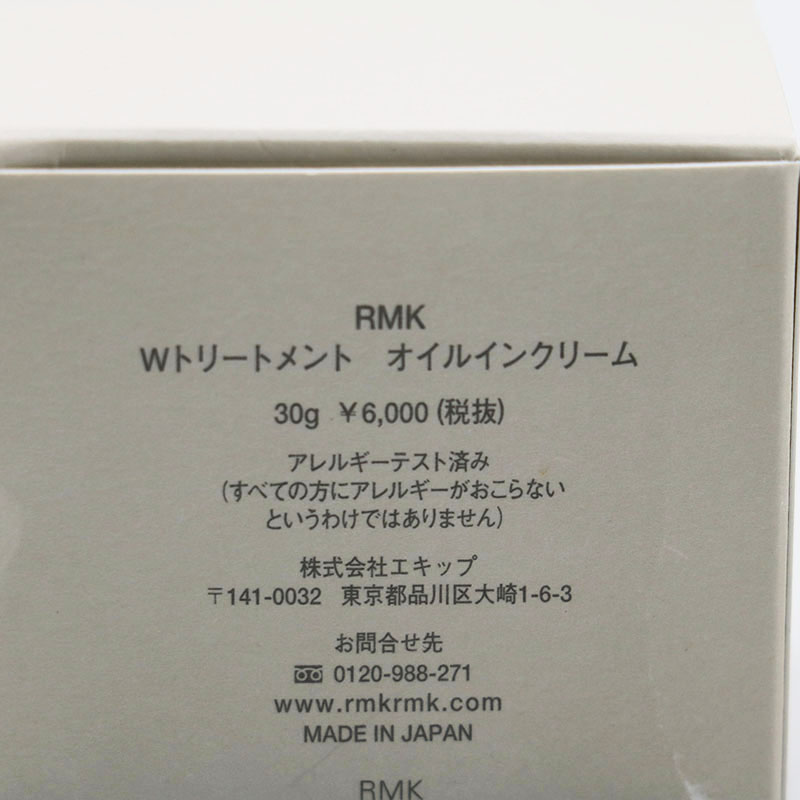 RMK
Wトリートメント　オイルインクリーム
30g ￥6,000 (税抜)
アレルギーテスト済み
(すべての方にアレルギーがおこらない
というわけではありません)
株式会社エキップ
〒141-0032　東京都品川区大崎1-6-3
お問合せ先
0120-988-271
www.rmkrmk.com
MADE IN JAPAN
RMK